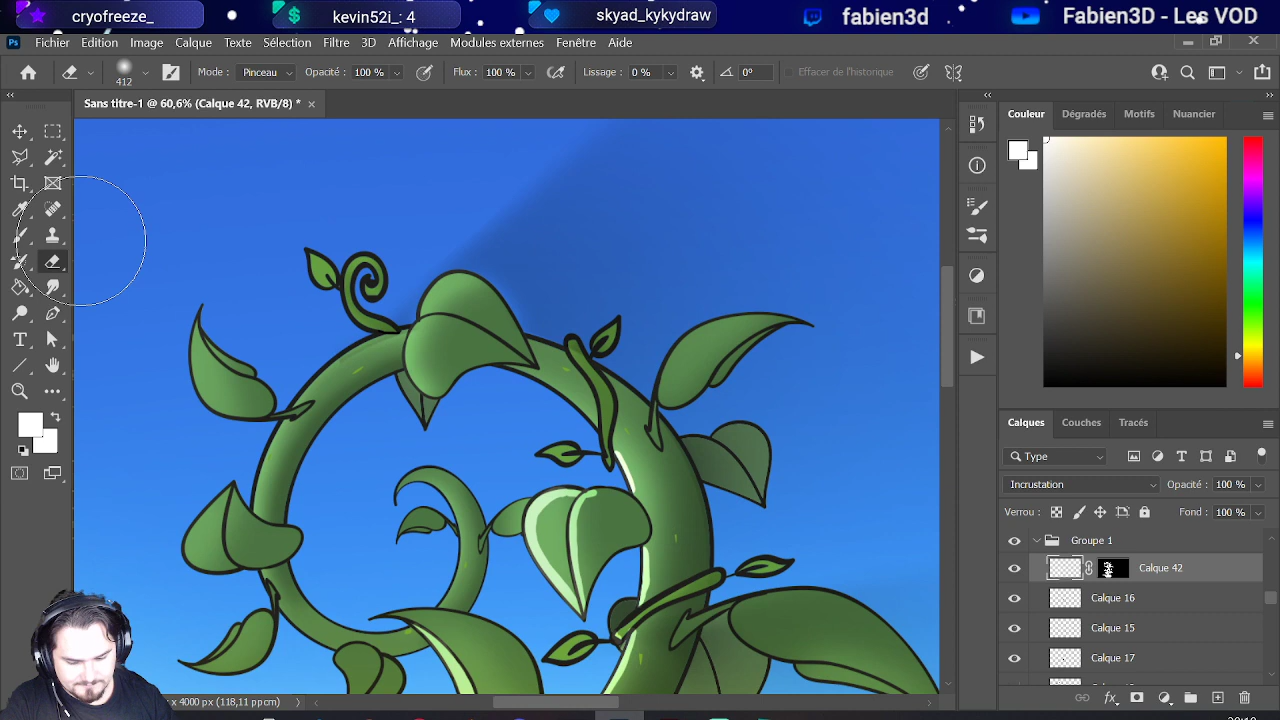 cryofreeze_
kevin52i_: 4
skyad_kykydraw
fabien3d
Fabien3D - Les VOD
Ps Fichier Edition Image Calque Texte Sélection Filtre 3D Affichage Modules externes Fenêtre Aide
412 Mode : Pinceau Opacité : 100 % Flux : 100 % Lissage : 0 % 0° Effacer de l'historique
Sans titre-1 @ 60,6% (Calque 42, RVB/8) *
Couleur Dégradés Motifs Nuancier
Calques Couches Tracés
Type
Incrustation Opacité : 100 %
Verrou : Fond : 100 %
Groupe 1
Calque 42
Calque 16
Calque 15
Calque 17
x 4000 px (118,11 ppcm)